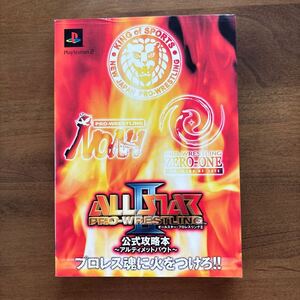 PlayStation 2
KING of SPORTS
NEW JAPAN PRO-WRESTLING
PRO-WRESTLING
NOAH
PRO-WRESTLING
ZERO-ONE
ALL STAR
PRO-WRESTLING
II
オールスター・プロレスリングⅡ
公式攻略本
〜アルティメットバウト〜
プロレス魂に火をつけろ!!